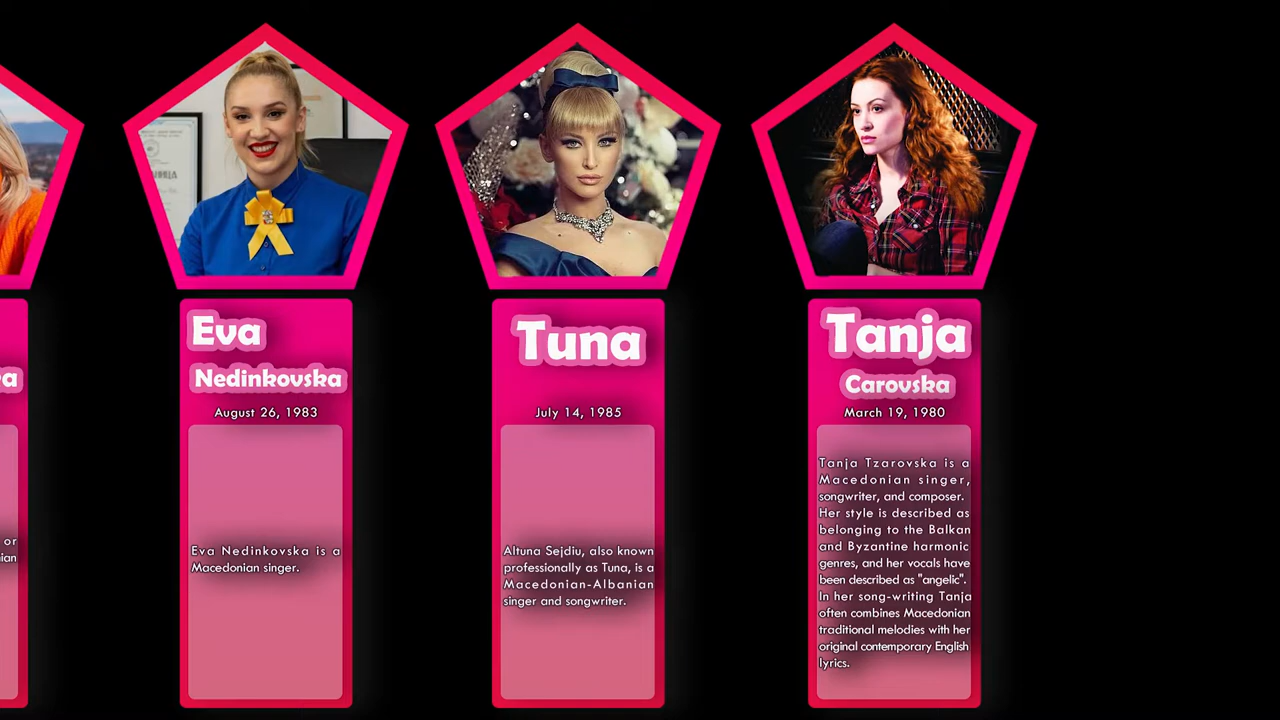 ka
or
ian
Eva
Nedinkovska
August 26, 1983
Eva Nedinkovska is a
Macedonian singer.
Tuna
July 14, 1985
Altuna Sejdiu, also known
professionally as Tuna, is a
Macedonian-Albanian
singer and songwriter.
Tanja
Carovska
March 19, 1980
Tanja Tzarovska is a
Macedonian singer,
songwriter, and composer.
Her style is described as
belonging to the Balkan
and Byzantine harmonic
genres, and her vocals have
been described as "angelic".
In her song-writing Tanja
often combines Macedonian
traditional melodies with her
original contemporary English
lyrics.